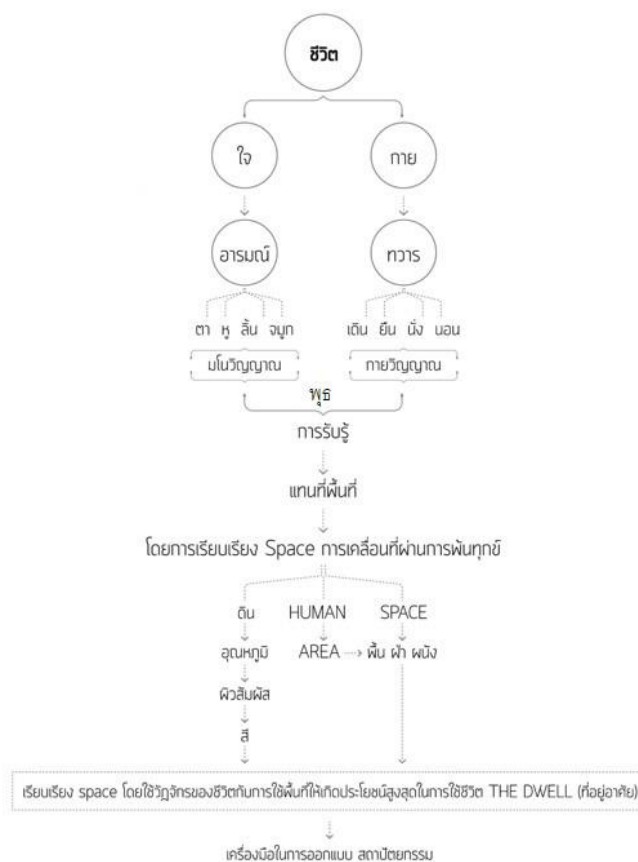 ชีวิต
ใจ กาย
อารมณ์ ทวาร
ตา หู ลิ้น จมูก เดิน ยืน นั่ง นอน
มโนวิญญาณ กายวิญญาณ
พุธ
การรับรู้
แทนที่พื้นที่
โดยการเรียบเรียง Space การเคลื่อนที่ผ่านการพ้นทุกข์
ดิน HUMAN SPACE
อุณหภูมิ AREA พื้น ฝ้า ผนัง
ผิวสัมผัส
สี
เรียบเรียง space โดยใช้วัฏจักรของชีวิตกับการใช้พื้นที่ให้เกิดประโยชน์สูงสุดในการใช้ชีวิต THE DWELL (ที่อยู่อาศัย)
เครื่องมือในการออกแบบ สถาปัตยกรรม